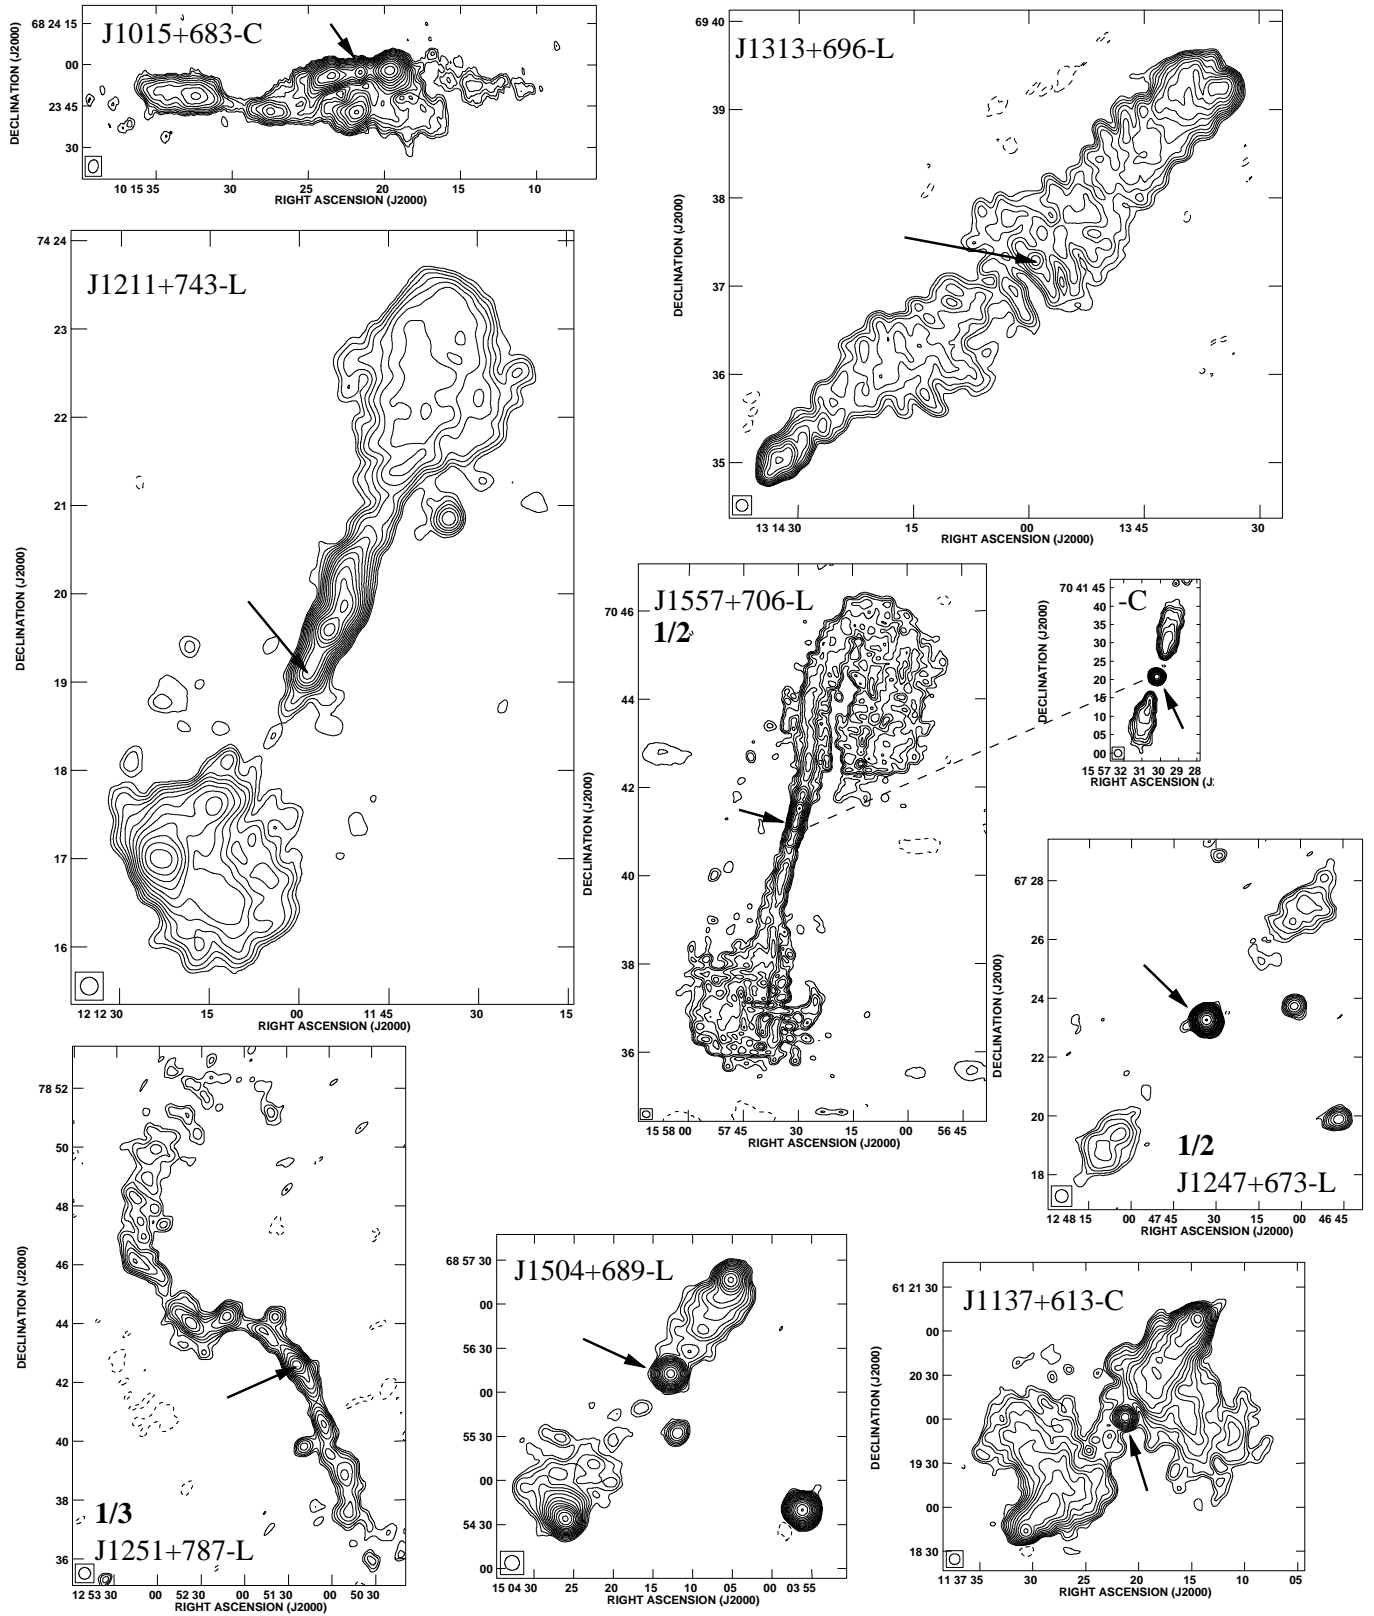 J1015+683-C
68 24 15
00
23 45
30
DECLINATION (J2000)
10 15 35 30 25 20 15 10
RIGHT ASCENSION (J2000)
J1313+696-L
69 40
39
38
37
36
35
DECLINATION (J2000)
13 14 30 15 00 13 45 30
RIGHT ASCENSION (J2000)
J1211+743-L
74 24
23
22
21
20
19
18
17
16
DECLINATION (J2000)
12 12 30 15 00 11 45 30 15
RIGHT ASCENSION (J2000)
J1557+706-L
1/2
70 46
44
42
40
38
36
DECLINATION (J2000)
15 58 00 57 45 30 15 00 56 45
RIGHT ASCENSION (J2000)
-C
70 41 45
40
35
30
25
20
15
10
05
00
DECLINATION (J2000)
15 57 32 31 30 29 28
RIGHT ASCENSION (J
67 28
26
24
22
20
18
DECLINATION (J2000)
1/2
J1247+673-L
12 48 15 00 47 45 30 15 00 46 45
RIGHT ASCENSION (J2000)
78 52
50
48
46
44
42
40
38
36
DECLINATION (J2000)
1/3
J1251+787-L
12 53 30 00 52 30 00 51 30 00 50 30
RIGHT ASCENSION (J2000)
J1504+689-L
68 57 30
00
56 30
00
55 30
00
54 30
00
15 04 30 25 20 15 10 05 00 03 55
RIGHT ASCENSION (J2000)
J1137+613-C
61 21 30
00
20 30
00
19 30
00
18 30
DECLINATION (J2000)
11 37 35 30 25 20 15 10 05
RIGHT ASCENSION (J2000)